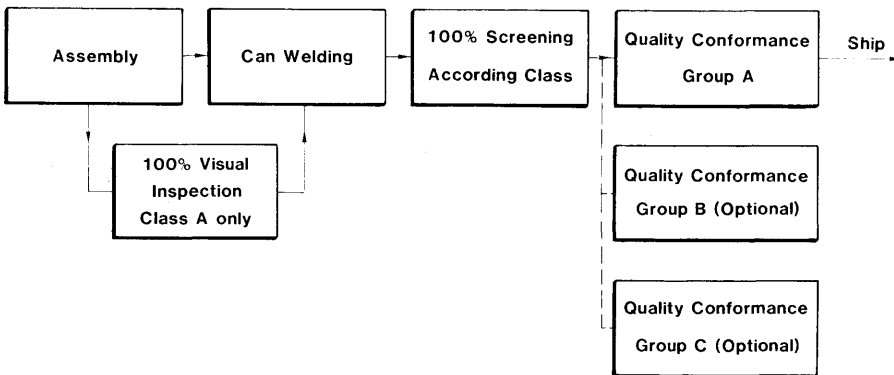 Assembly
Can Welding
100% Screening
According Class
Quality Conformance
Group A
Ship
100% Visual
Inspection
Class A only
Quality Conformance
Group B (Optional)
Quality Conformance
Group C (Optional)